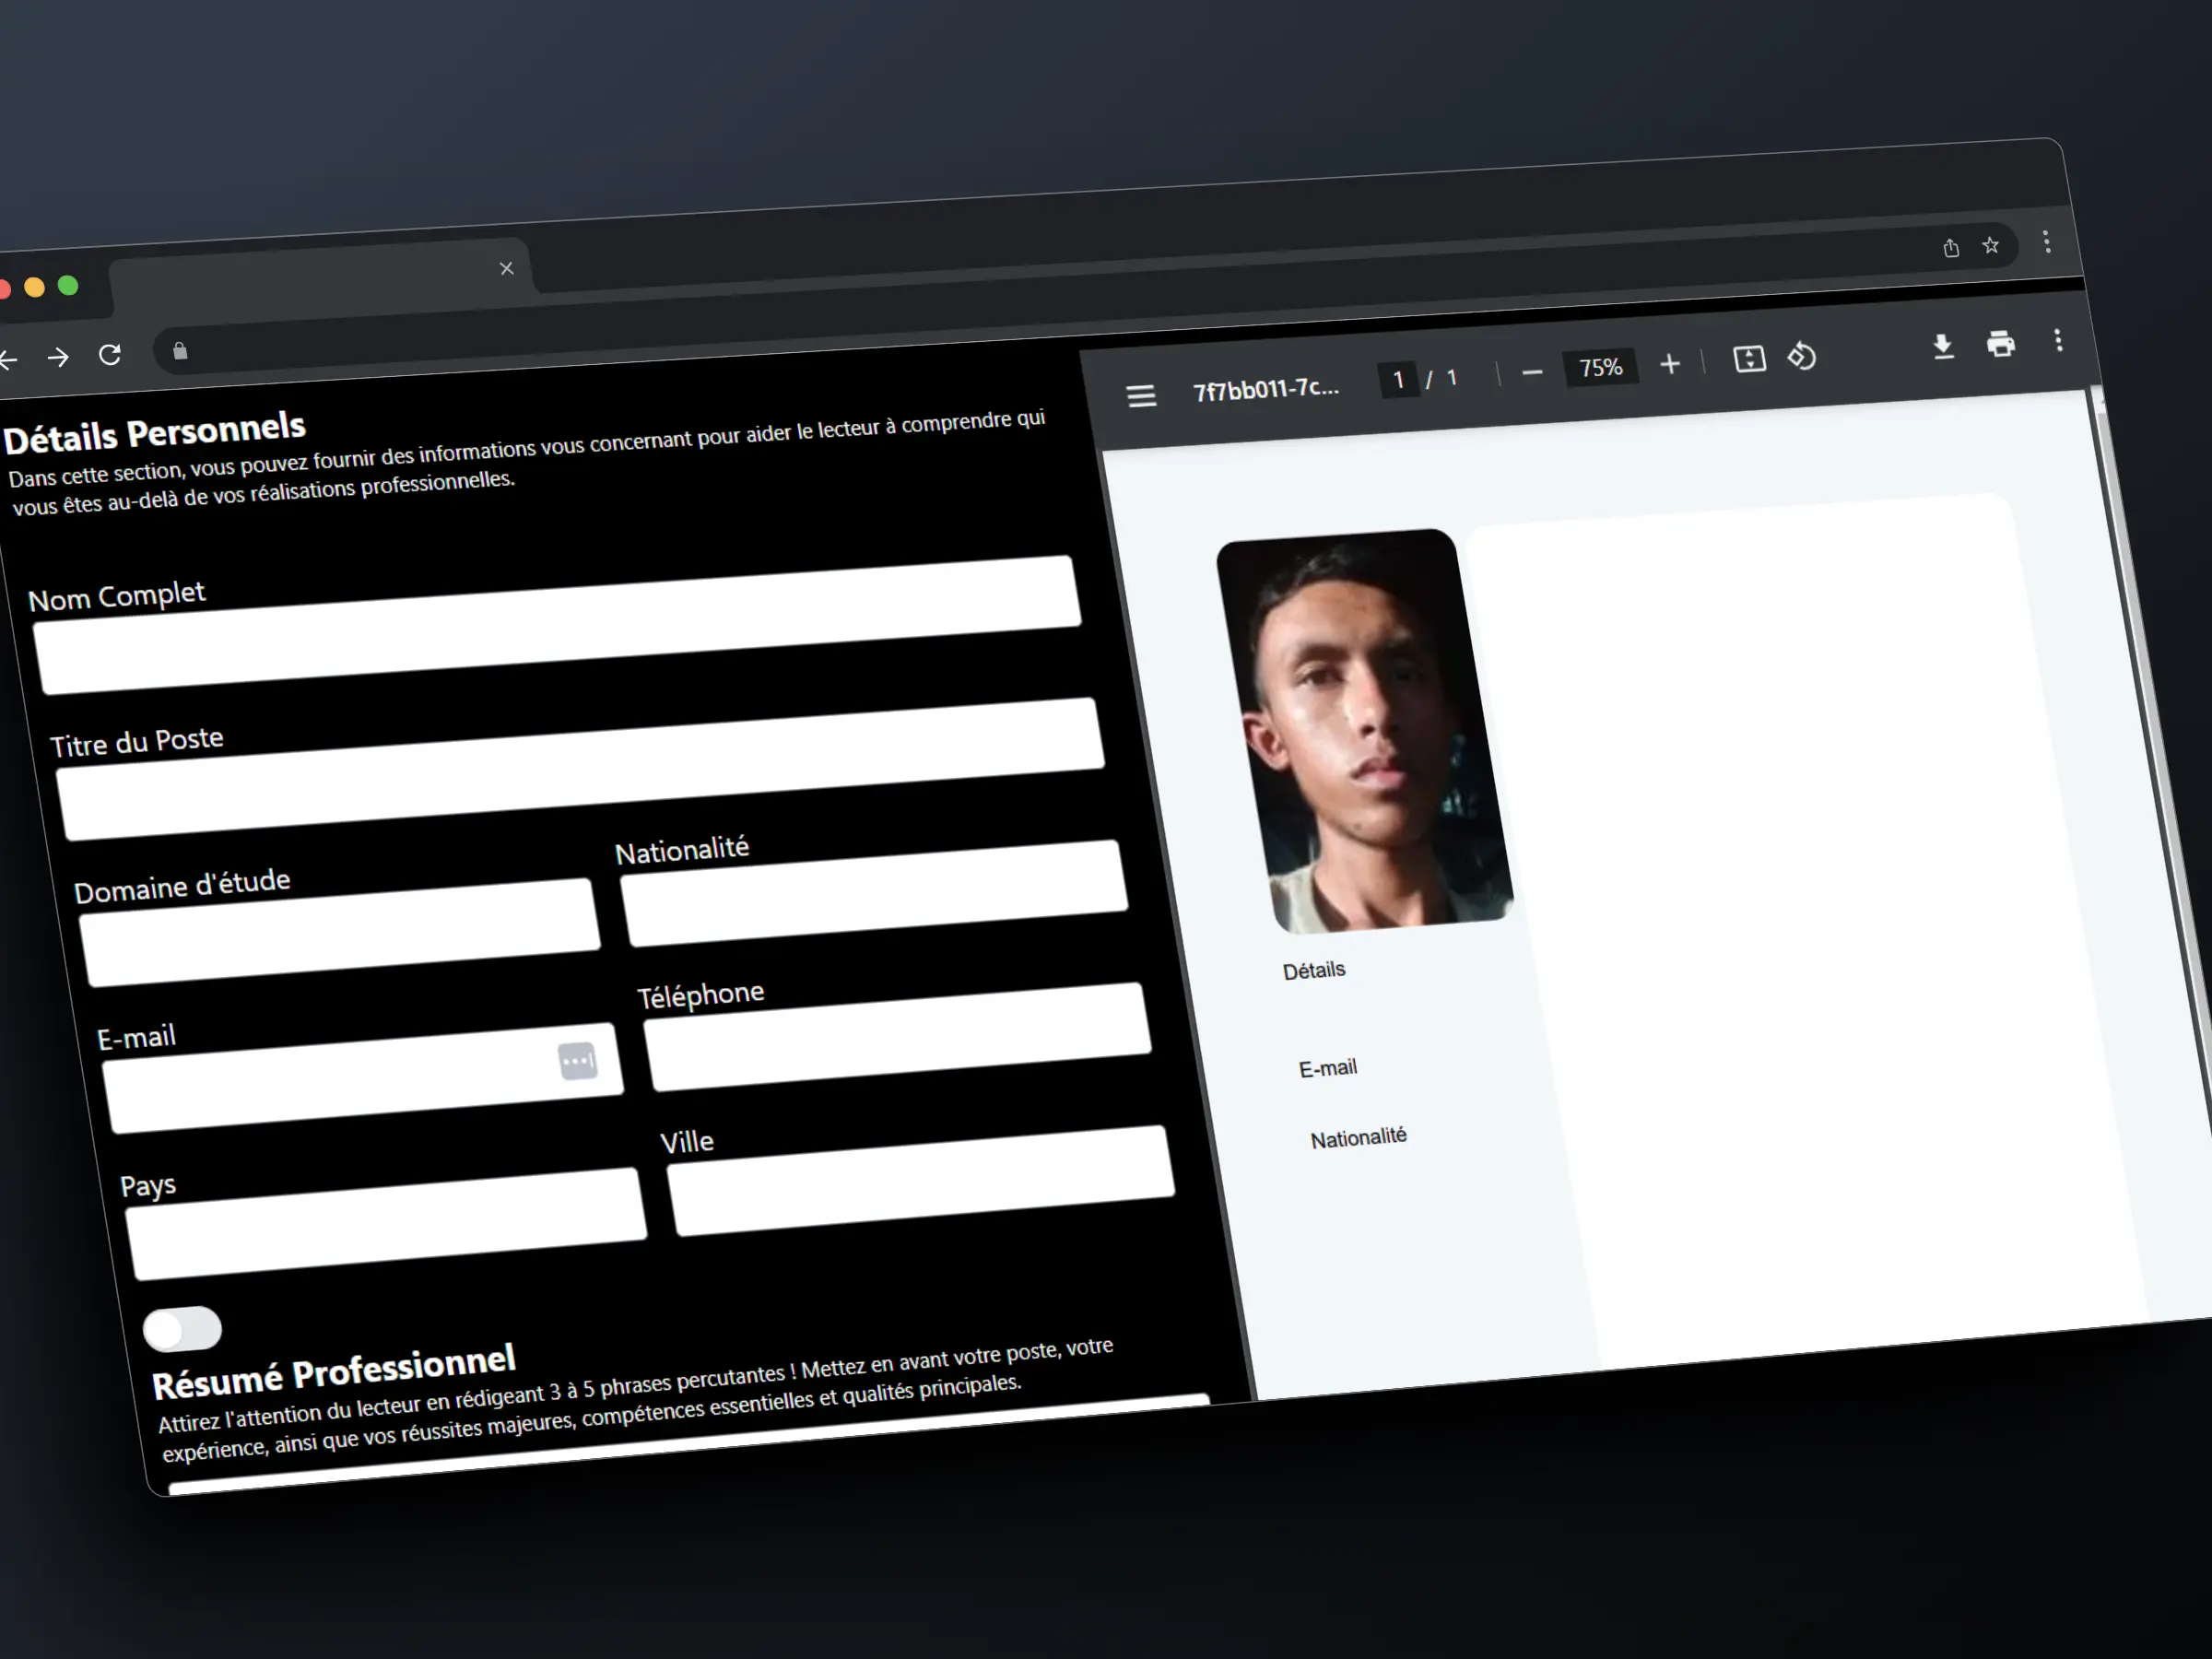 Détails Personnels
Dans cette section, vous pouvez fournir des informations vous concernant pour aider le lecteur à comprendre qui
vous êtes au-delà de vos réalisations professionnelles.
Nom Complet
Titre du Poste
Domaine d'étude
Nationalité
E-mail
Téléphone
Pays
Ville
Résumé Professionnel
Attirez l'attention du lecteur en rédigeant 3 à 5 phrases percutantes ! Mettez en avant votre poste, votre
expérience, ainsi que vos réussites majeures, compétences essentielles et qualités principales.
7f7bb011-7c... 1 / 1 75%
Détails
E-mail
Nationalité